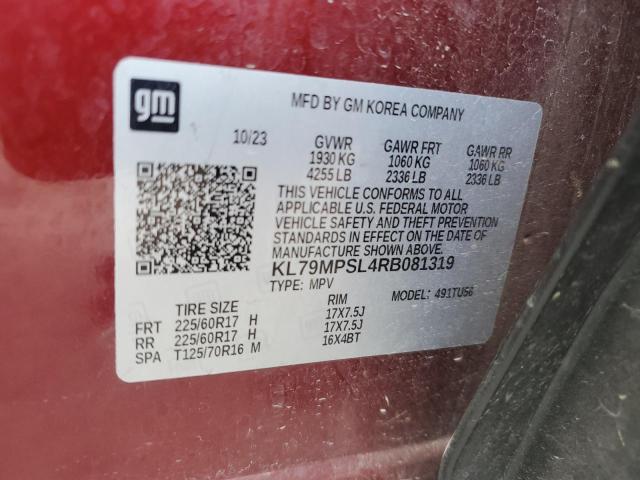 gm
MFD BY GM KOREA COMPANY
10/23 GVWR GAWR FRT GAWR RR
1930 KG 1060 KG 1060 KG
4255 LB 2336 LB 2336 LB
THIS VEHICLE CONFORMS TO ALL
APPLICABLE U.S. FEDERAL MOTOR
VEHICLE SAFETY AND THEFT PREVENTION
STANDARDS IN EFFECT ON THE DATE OF
MANUFACTURE SHOWN ABOVE.
KL79MPSL4RB081319
TYPE: MPV MODEL: 491TU56
TIRE SIZE RIM
FRT 225/60R17 H 17X7.5J
RR 225/60R17 H 17X7.5J
SPA T125/70R16 M 16X4BT